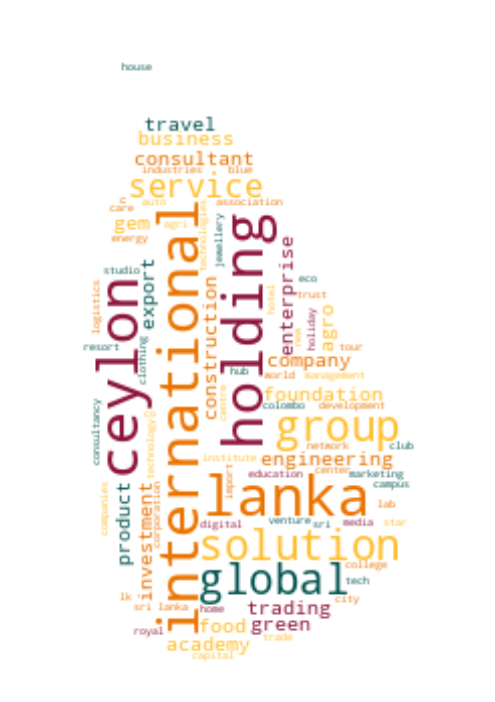 house
travel
business
consultant
industries
blue
service
c
auto
association
care
gem
agri
energy
technologies
jewellery
international
holding
studio
export
ceylon
logistics
construction
enterprise
eco
hotel
trust
holiday
new
agro
tour
resort
clothing
company
hub
world
management
centre
foundation
colombo
development
group
consultancy
technology
network
club
institute
engineering
import
education
center
marketing
campus
product
investment
corporation
companies
lanka
lab
digital
venture
sri
media
star
solution
college
global
tech
lk
sri lanka
home
trading
city
royal
food
green
academy
trade
capital